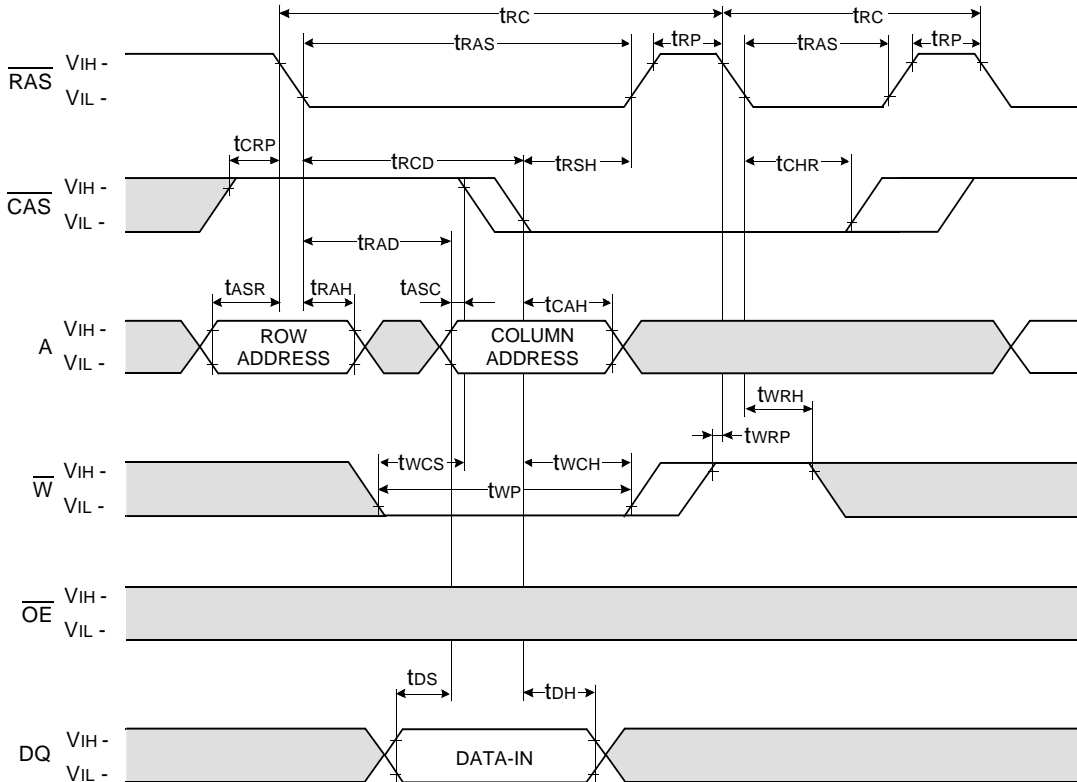 tRC tRC
tRAS tRP tRAS tRP
RAS VIH -
VIL -
tCRP tRCD tRSH tCHR
CAS VIH -
VIL -
tRAD
tASR tRAH tASC tCAH
A VIH -
VIL -
ROW ADDRESS
COLUMN ADDRESS
tWRH
tWRP
W VIH -
VIL -
tWCS tWCH
tWP
OE VIH -
VIL -
tDS tDH
DQ VIH -
VIL -
DATA-IN